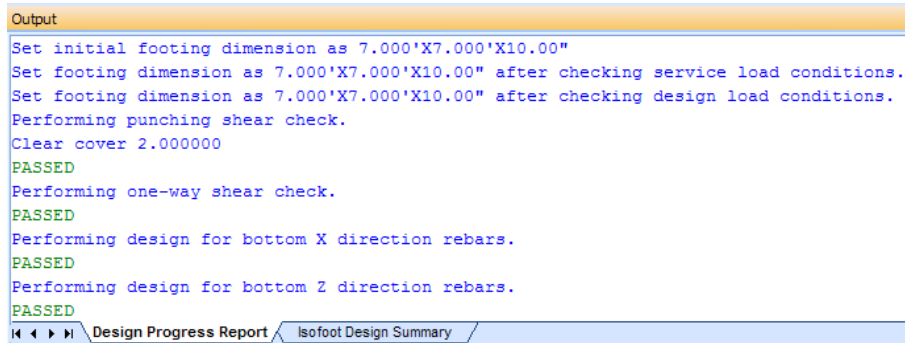 Output
Set initial footing dimension as 7.000'X7.000'X10.00"
Set footing dimension as 7.000'X7.000'X10.00" after checking service load conditions.
Set footing dimension as 7.000'X7.000'X10.00" after checking design load conditions.
Performing punching shear check.
Clear cover 2.000000
PASSED
Performing one-way shear check.
PASSED
Performing design for bottom X direction rebars.
PASSED
Performing design for bottom Z direction rebars.
PASSED
Design Progress Report Isofoot Design Summary